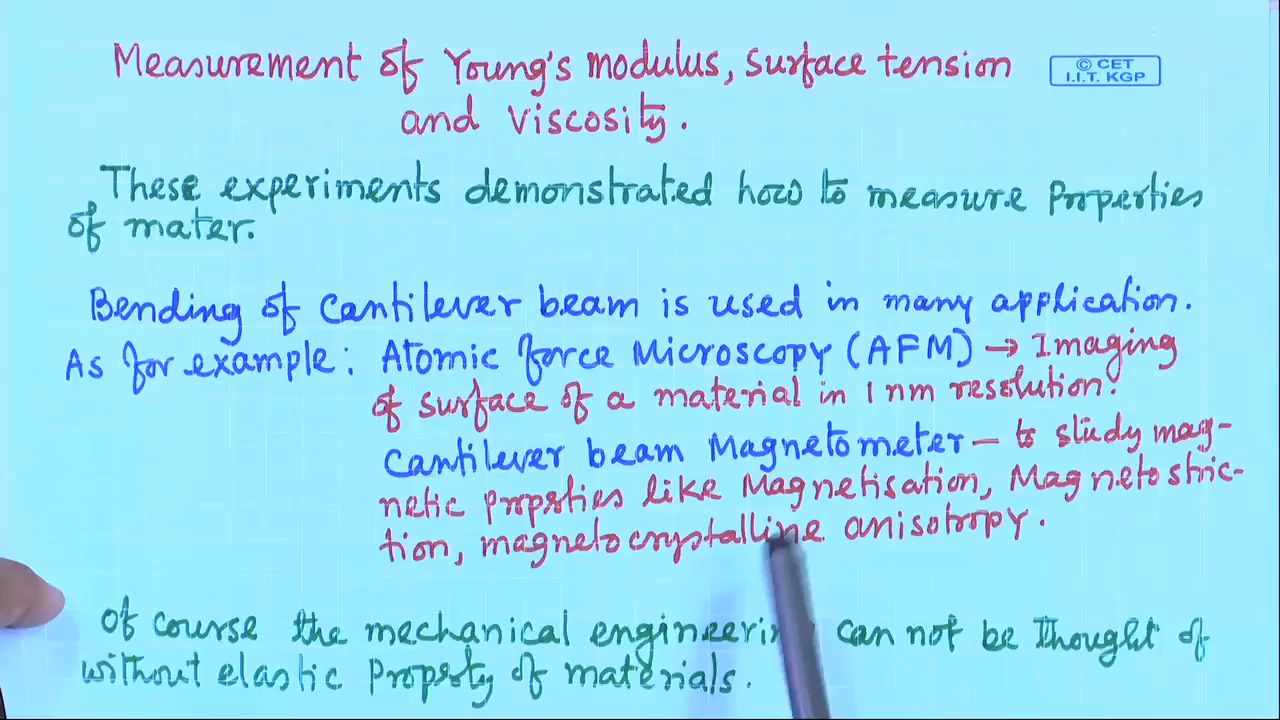 Measurement of Young's modulus, surface tension
and Viscosity.
© CET
I.I.T. KGP
These experiments demonstrated how to measure Properties
of mater.
Bending of cantilever beam is used in many application.
As for example: Atomic force Microscopy (AFM) → Imaging
of surface of a material in 1 nm resolution.
cantilever beam Magnetometer – to study mag-
netic properties like Magnetisation, Magnetostric-
tion, magnetocrystalline anisotropy.
Of course the mechanical engineerin can not be thought of
without elastic Property of materials.